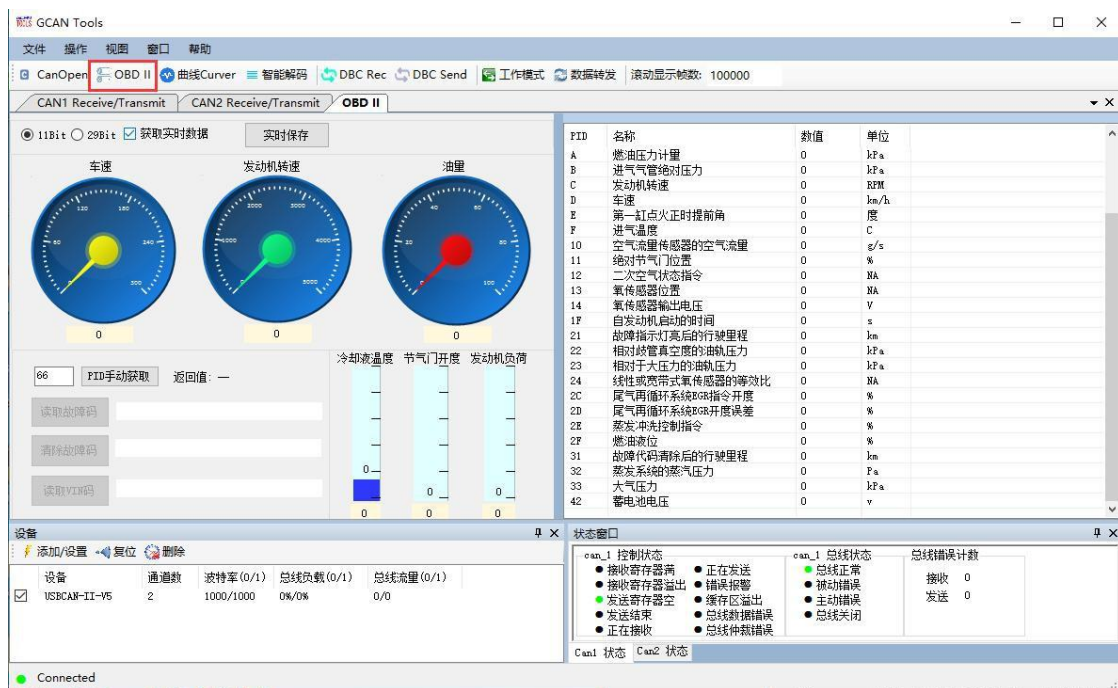 GCAN Tools
文件 操作 视图 窗口 帮助
CanOpen OBD II 曲线Curver 智能解码 DBC Rec DBC Send 工作模式 数据转发 滚动显示帧数: 100000
CAN1 Receive/Transmit CAN2 Receive/Transmit OBD II
11Bit 29Bit 获取实时数据 实时保存
车速 发动机转速 油量
0 60 120 180 240 300
0 1000 2000 3000 4000 5000
0 20 40 60 80 100
0 0 0
66 PID手动获取 返回值: —
读取故障码
清除故障码
读取VIN码
冷却液温度 节气门开度 发动机负荷
0 0 0
0 0 0
PID 名称 数值 单位
A 燃油压力计量 0 kPa
B 进气气管绝对压力 0 kPa
C 发动机转速 0 RPM
D 车速 0 km/h
E 第一缸点火正时提前角 0 度
F 进气温度 0 C
10 空气流量传感器的空气流量 0 g/s
11 绝对节气门位置 0 %
12 二次空气状态指令 0 NA
13 氧传感器位置 0 NA
14 氧传感器输出电压 0 V
1F 自发动机启动的时间 0 s
21 故障指示灯亮后的行驶里程 0 km
22 相对歧管真空度的油轨压力 0 kPa
23 相对于大压力的油轨压力 0 kPa
24 线性或宽带式氧传感器的等效比 0 NA
2C 尾气再循环系统EGR指令开度 0 %
2D 尾气再循环系统EGR开度误差 0 %
2E 蒸发冲洗控制指令 0 %
2F 燃油液位 0 %
31 故障代码清除后的行驶里程 0 km
32 蒸发系统的蒸汽压力 0 Pa
33 大气压力 0 kPa
42 蓄电池电压 0 v
设备
添加/设置 复位 删除
设备 通道数 波特率(0/1) 总线负载(0/1) 总线流量(0/1)
USBCAN-II-V5 2 1000/1000 0%/0% 0/0
状态窗口
can_1 控制状态 can_1 总线状态 总线错误计数
接收寄存器满 正在发送 总线正常 接收 0
接收寄存器溢出 错误报警 被动错误 发送 0
发送寄存器空 缓存区溢出 主动错误
发送结束 总线数据错误 总线关闭
正在接收 总线仲裁错误
Can1 状态 Can2 状态
Connected